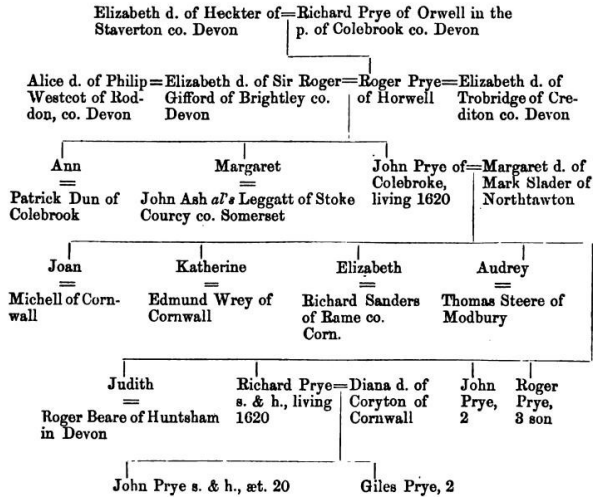 Elizabeth d. of Heckter of=
Staverton co. Devon
Richard Prye of Orwell in the
p. of Colebrook co. Devon
Alice d. of Philip=
Westcot of Rod-
don, co. Devon
Elizabeth d. of Sir Roger=
Gifford of Brightley co.
Devon
Roger Prye=
of Horwell
Elizabeth d. of
Trobridge of Cre-
diton co. Devon
Ann
=
Patrick Dun of
Colebrook
Margaret
=
John Ash al's Leggatt of Stoke
Courcy co. Somerset
John Prye of=
Colebroke,
living 1620
Margaret d. of
Mark Slader of
Northtawton
Joan
=
Michell of Corn-
wall
Katherine
=
Edmund Wrey of
Cornwall
Elizabeth
=
Richard Sanders
of Rame co.
Corn.
Audrey
=
Thomas Steere of
Modbury
Judith
=
Roger Beare of Huntsham
in Devon
Richard Prye=
s. & h., living
1620
Diana d. of
Coryton of
Cornwall
John
Prye,
2
Roger
Prye,
3 son
John Prye s. & h., æt. 20
Giles Prye, 2